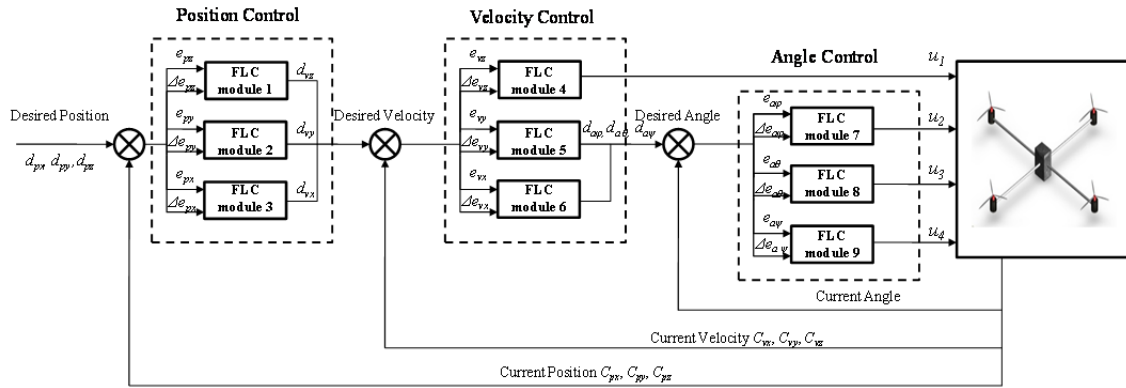 Position Control
Velocity Control
Angle Control
Desired Position
d_px, d_py, d_pz
e_pz
Δe_pz
FLC
module 1
d_vz
e_py
Δe_py
FLC
module 2
d_vy
e_px
Δe_px
FLC
module 3
d_vx
Desired Velocity
e_vz
Δe_vz
FLC
module 4
e_vy
Δe_vy
FLC
module 5
e_vx
Δe_vx
FLC
module 6
d_aφ, d_aθ, d_aψ
Desired Angle
e_aφ
Δe_aφ
FLC
module 7
e_aθ
Δe_aθ
FLC
module 8
e_aψ
Δe_aψ
FLC
module 9
u_1
u_2
u_3
u_4
Current Angle
Current Velocity C_vx, C_vy, C_vz
Current Position C_px, C_py, C_pz